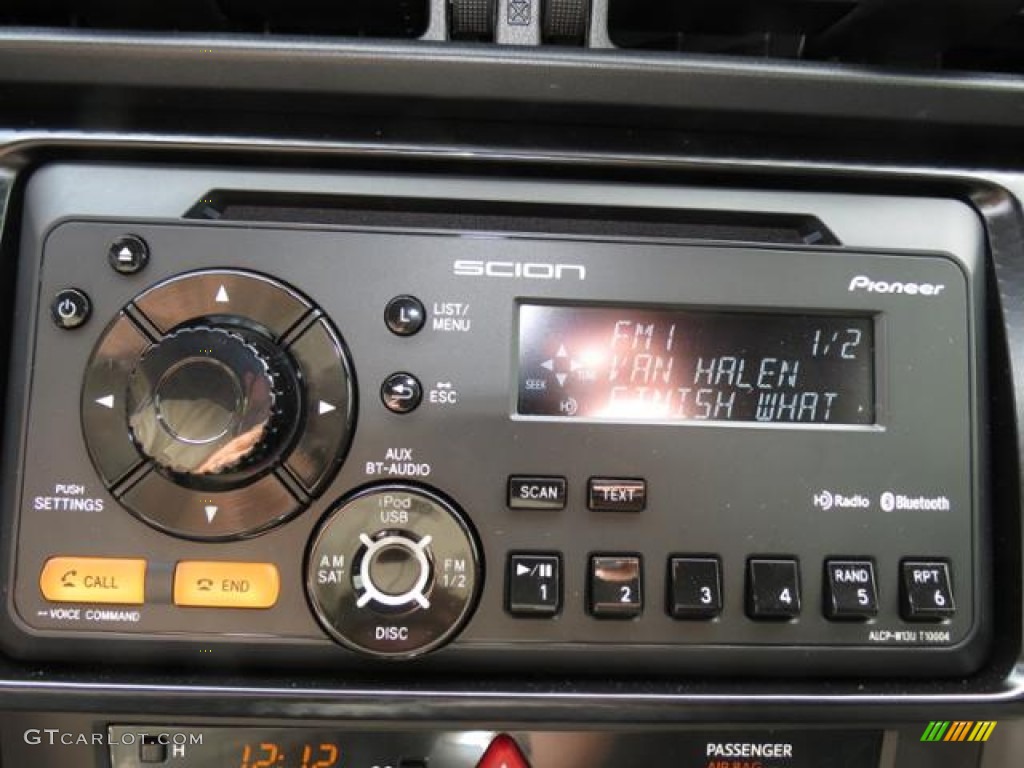 SCION
Pioneer
LIST/
MENU
ESC
FM1 1/2
VAN HALEN
FINISH WHAT
SEEK
AUX
BT-AUDIO
PUSH
SETTINGS
SCAN
TEXT
HD Radio
Bluetooth
iPod
USB
AM
SAT
FM
1/2
DISC
CALL
END
VOICE COMMAND
1
2
3
4
RAND
5
RPT
6
ALCP-W13U T10004
GTCARLOT.COM
H
12:12
PASSENGER
AIR BAG